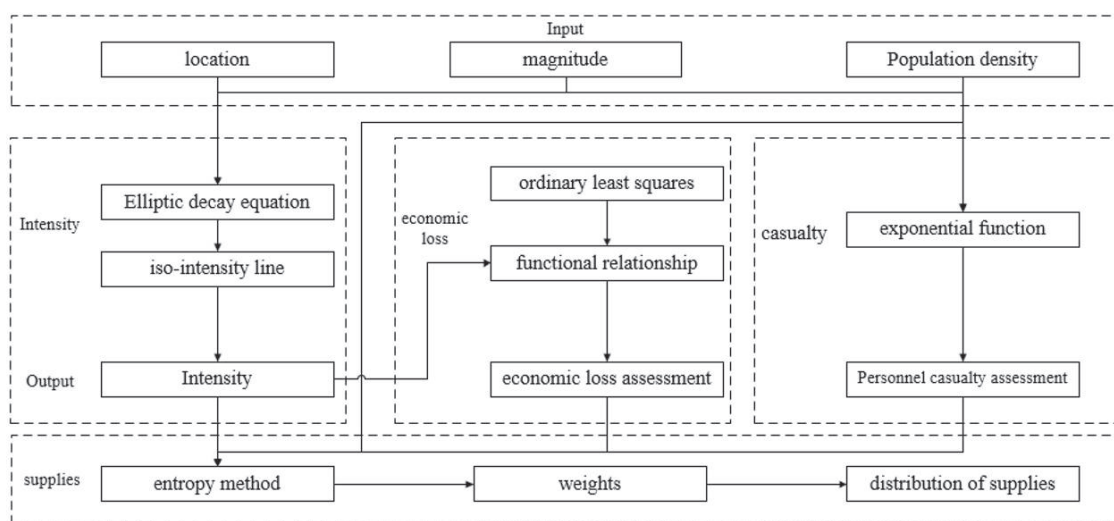 Input
location
magnitude
Population density
Intensity
Elliptic decay equation
iso-intensity line
Output
Intensity
economic
loss
ordinary least squares
functional relationship
economic loss assessment
casualty
exponential function
Personnel casualty assessment
supplies
entropy method
weights
distribution of supplies